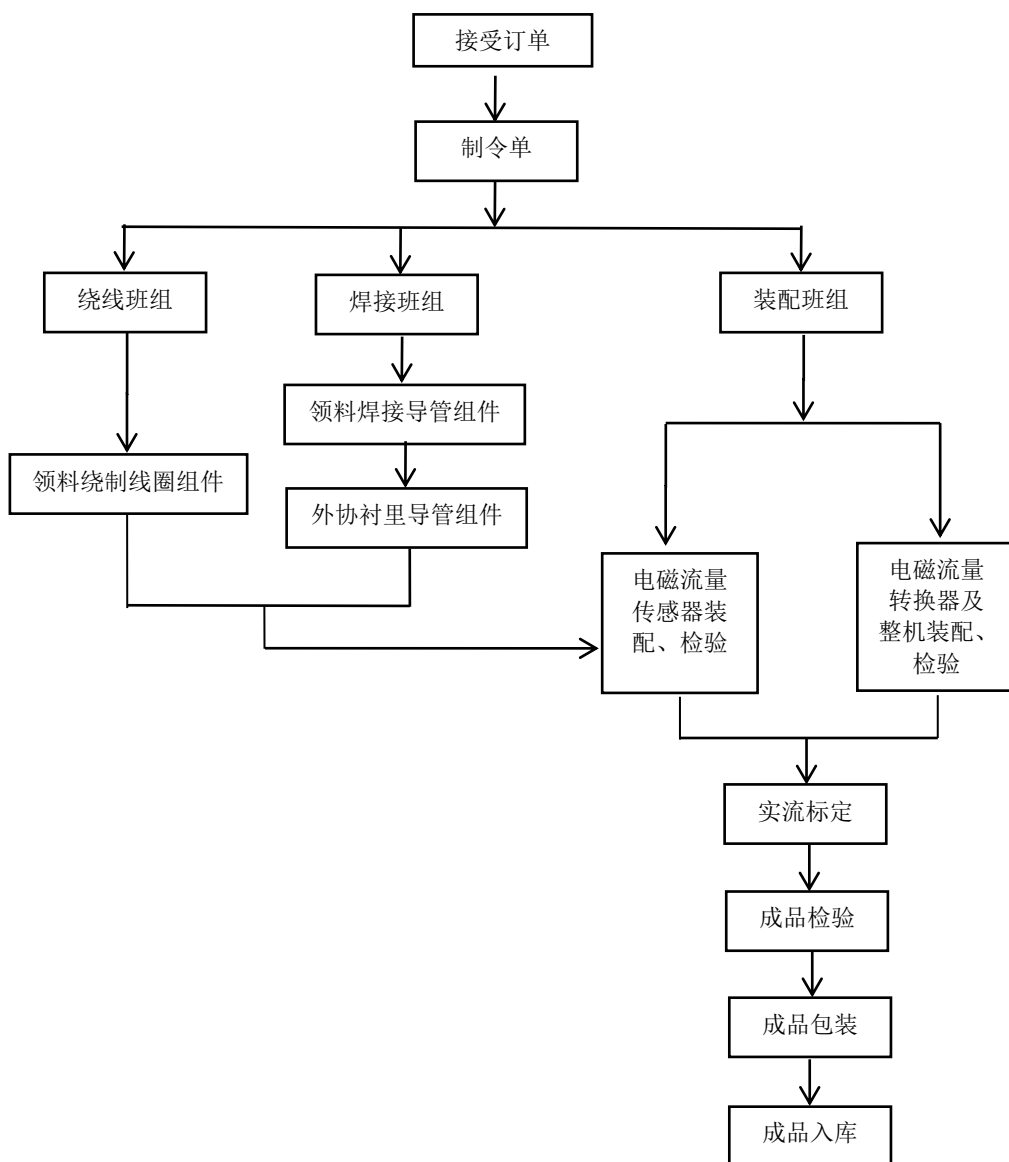 接受订单
制令单
绕线班组
焊接班组
装配班组
领料焊接导管组件
领料绕制线圈组件
外协衬里导管组件
电磁流量
传感器装
配、检验
电磁流量
转换器及
整机装配、
检验
实流标定
成品检验
成品包装
成品入库